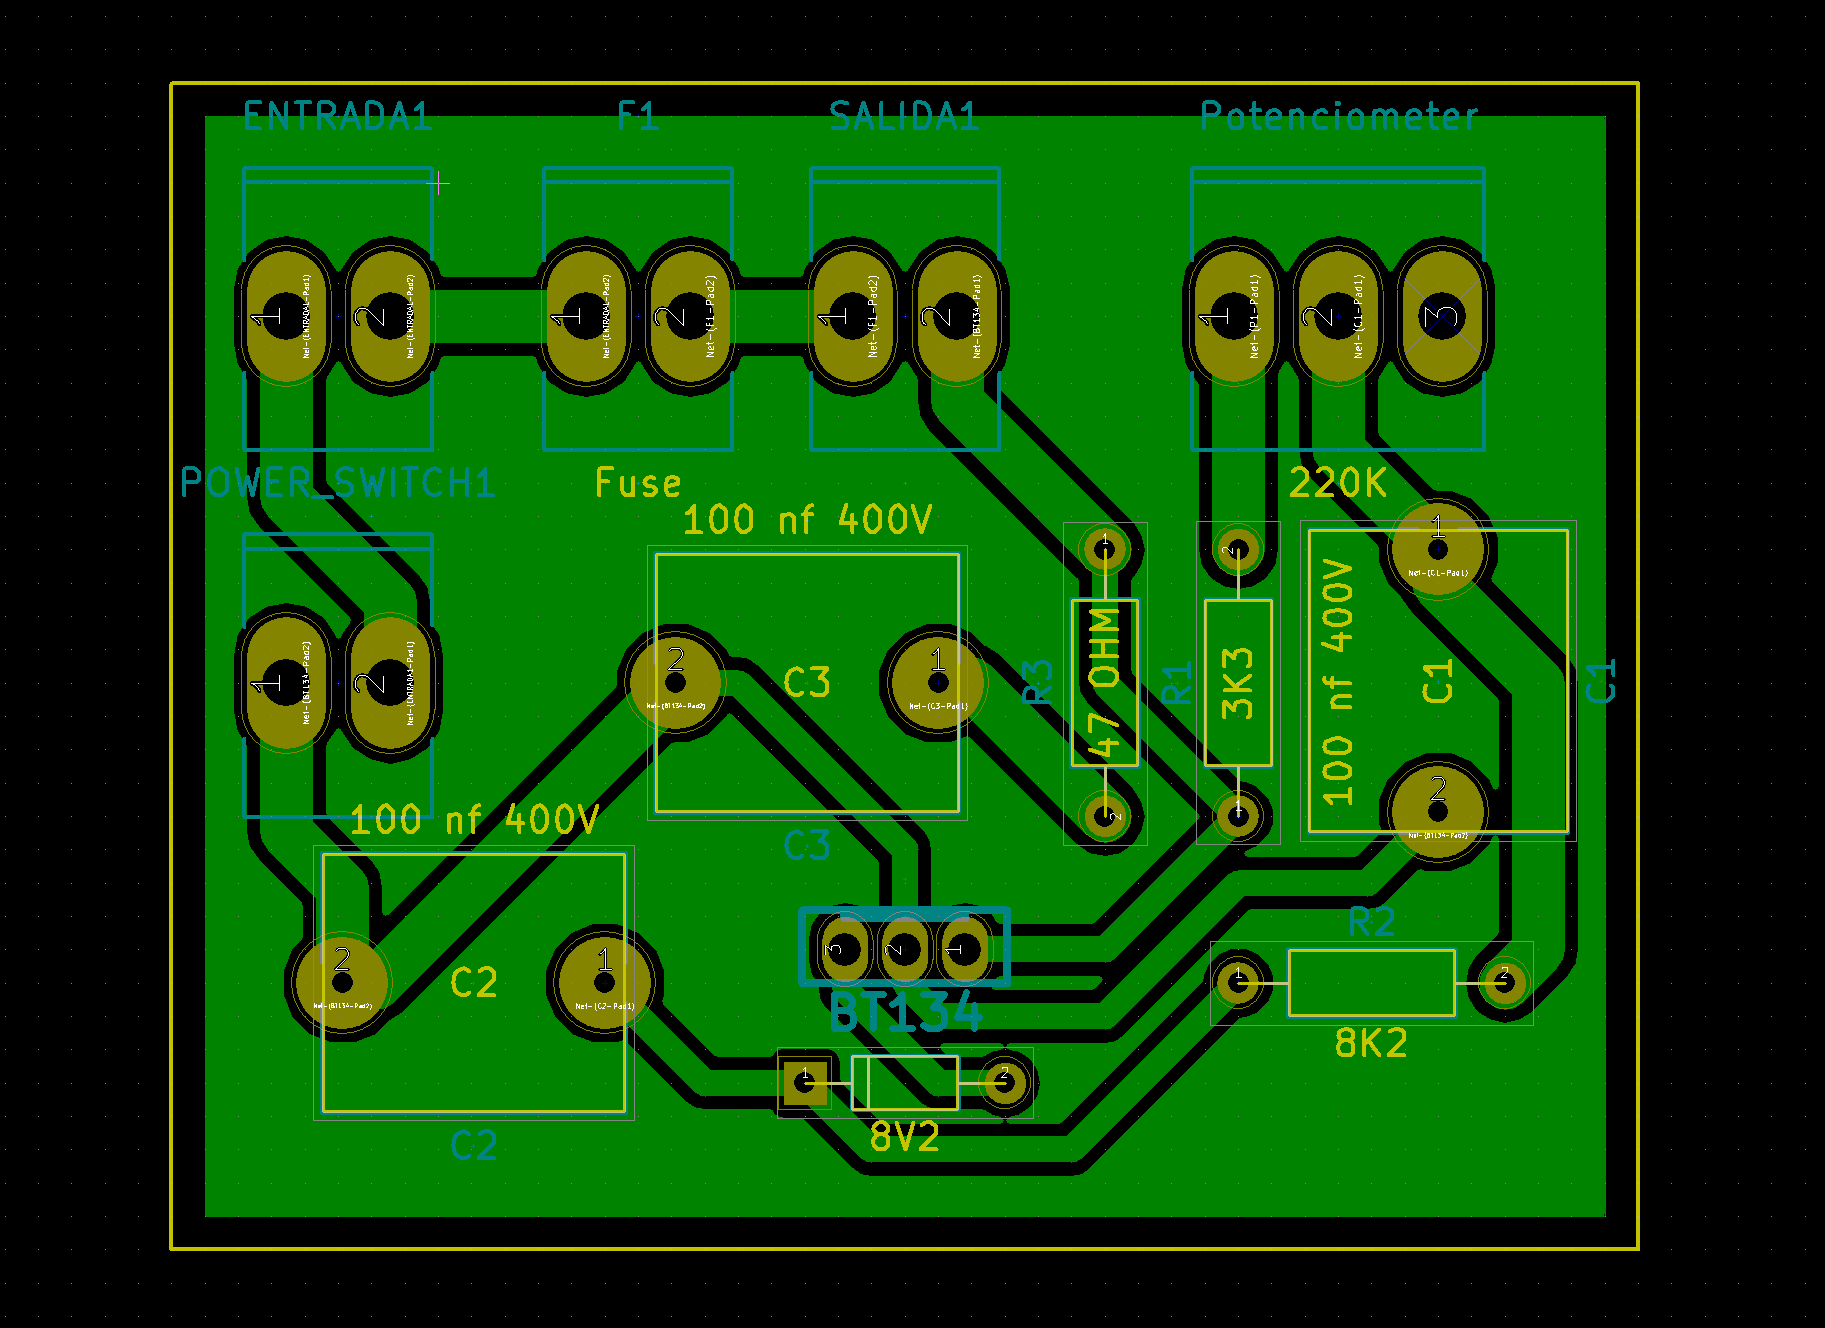 ENTRADA1
F1
SALIDA1
Potenciometer
1
Net-(ENTRADA1-Pad1)
2
Net-(ENTRADA1-Pad2)
1
Net-(ENTRADA1-Pad2)
2
Net-(F1-Pad2)
1
Net-(F1-Pad2)
2
Net-(BT134-Pad1)
1
Net-(P1-Pad1)
2
Net-(C1-Pad1)
3
POWER_SWITCH1
Fuse
220K
100 nf 400V
1
Net-(C1-Pad1)
1
2
1
Net-(BT134-Pad2)
2
Net-(ENTRADA1-Pad1)
2
Net-(BT134-Pad2)
C3
1
Net-(C3-Pad1)
R3
47 OHM
R1
3K3
100 nf 400V
C1
C1
100 nf 400V
C3
2
1
2
Net-(BT134-Pad2)
3
2
1
R2
2
Net-(BT134-Pad2)
C2
1
Net-(C2-Pad1)
BT134
1
2
8K2
1
2
8V2
C2